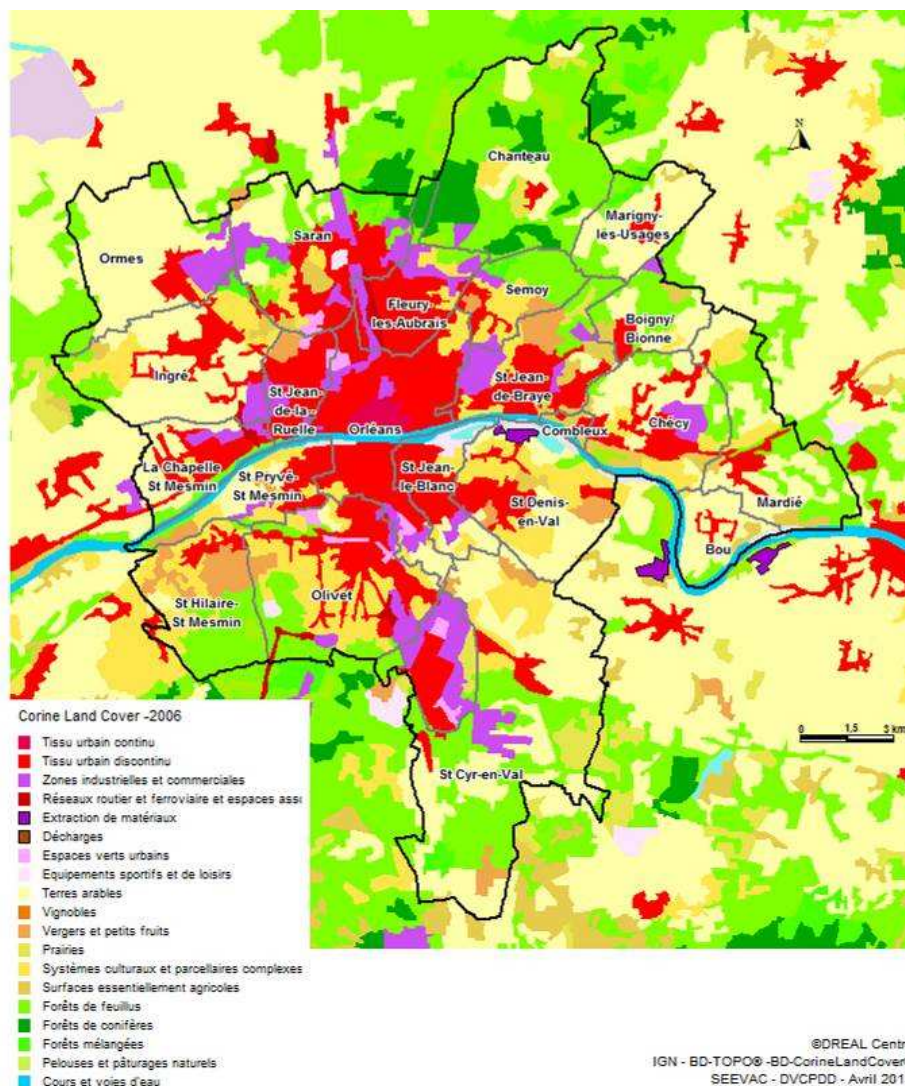 N
Chanteau
Marigny-
les-Usages
Saran
Ormes
Semoy
Fleury-
les-Aubrais
Boigny/
Bionne
Ingré
St Jean-
de-la-
Ruelle
St Jean-
de-Braye
Orléans
Combleux
Chécy
La Chapelle
St Mesmin
St Pryvé-
St Mesmin
St Jean-
le-Blanc
St Denis-
en-Val
Mardié
Bou
Olivet
St Hilaire-
St Mesmin
St Cyr-en-Val
0 1,5 3 km
Corine Land Cover -2006
Tissu urbain continu
Tissu urbain discontinu
Zones industrielles et commerciales
Réseaux routier et ferroviaire et espaces asso
Extraction de matériaux
Décharges
Espaces verts urbains
Equipements sportifs et de loisirs
Terres arables
Vignobles
Vergers et petits fruits
Prairies
Systèmes culturaux et parcellaires complexes
Surfaces essentiellement agricoles
Forêts de feuillus
Forêts de conifères
Forêts mélangées
Pelouses et pâturages naturels
Cours et voies d'eau
©DREAL Centr
IGN - BD-TOPO® -BD-CorineLandCover
SEEVAC - DVCPDD - Avril 201